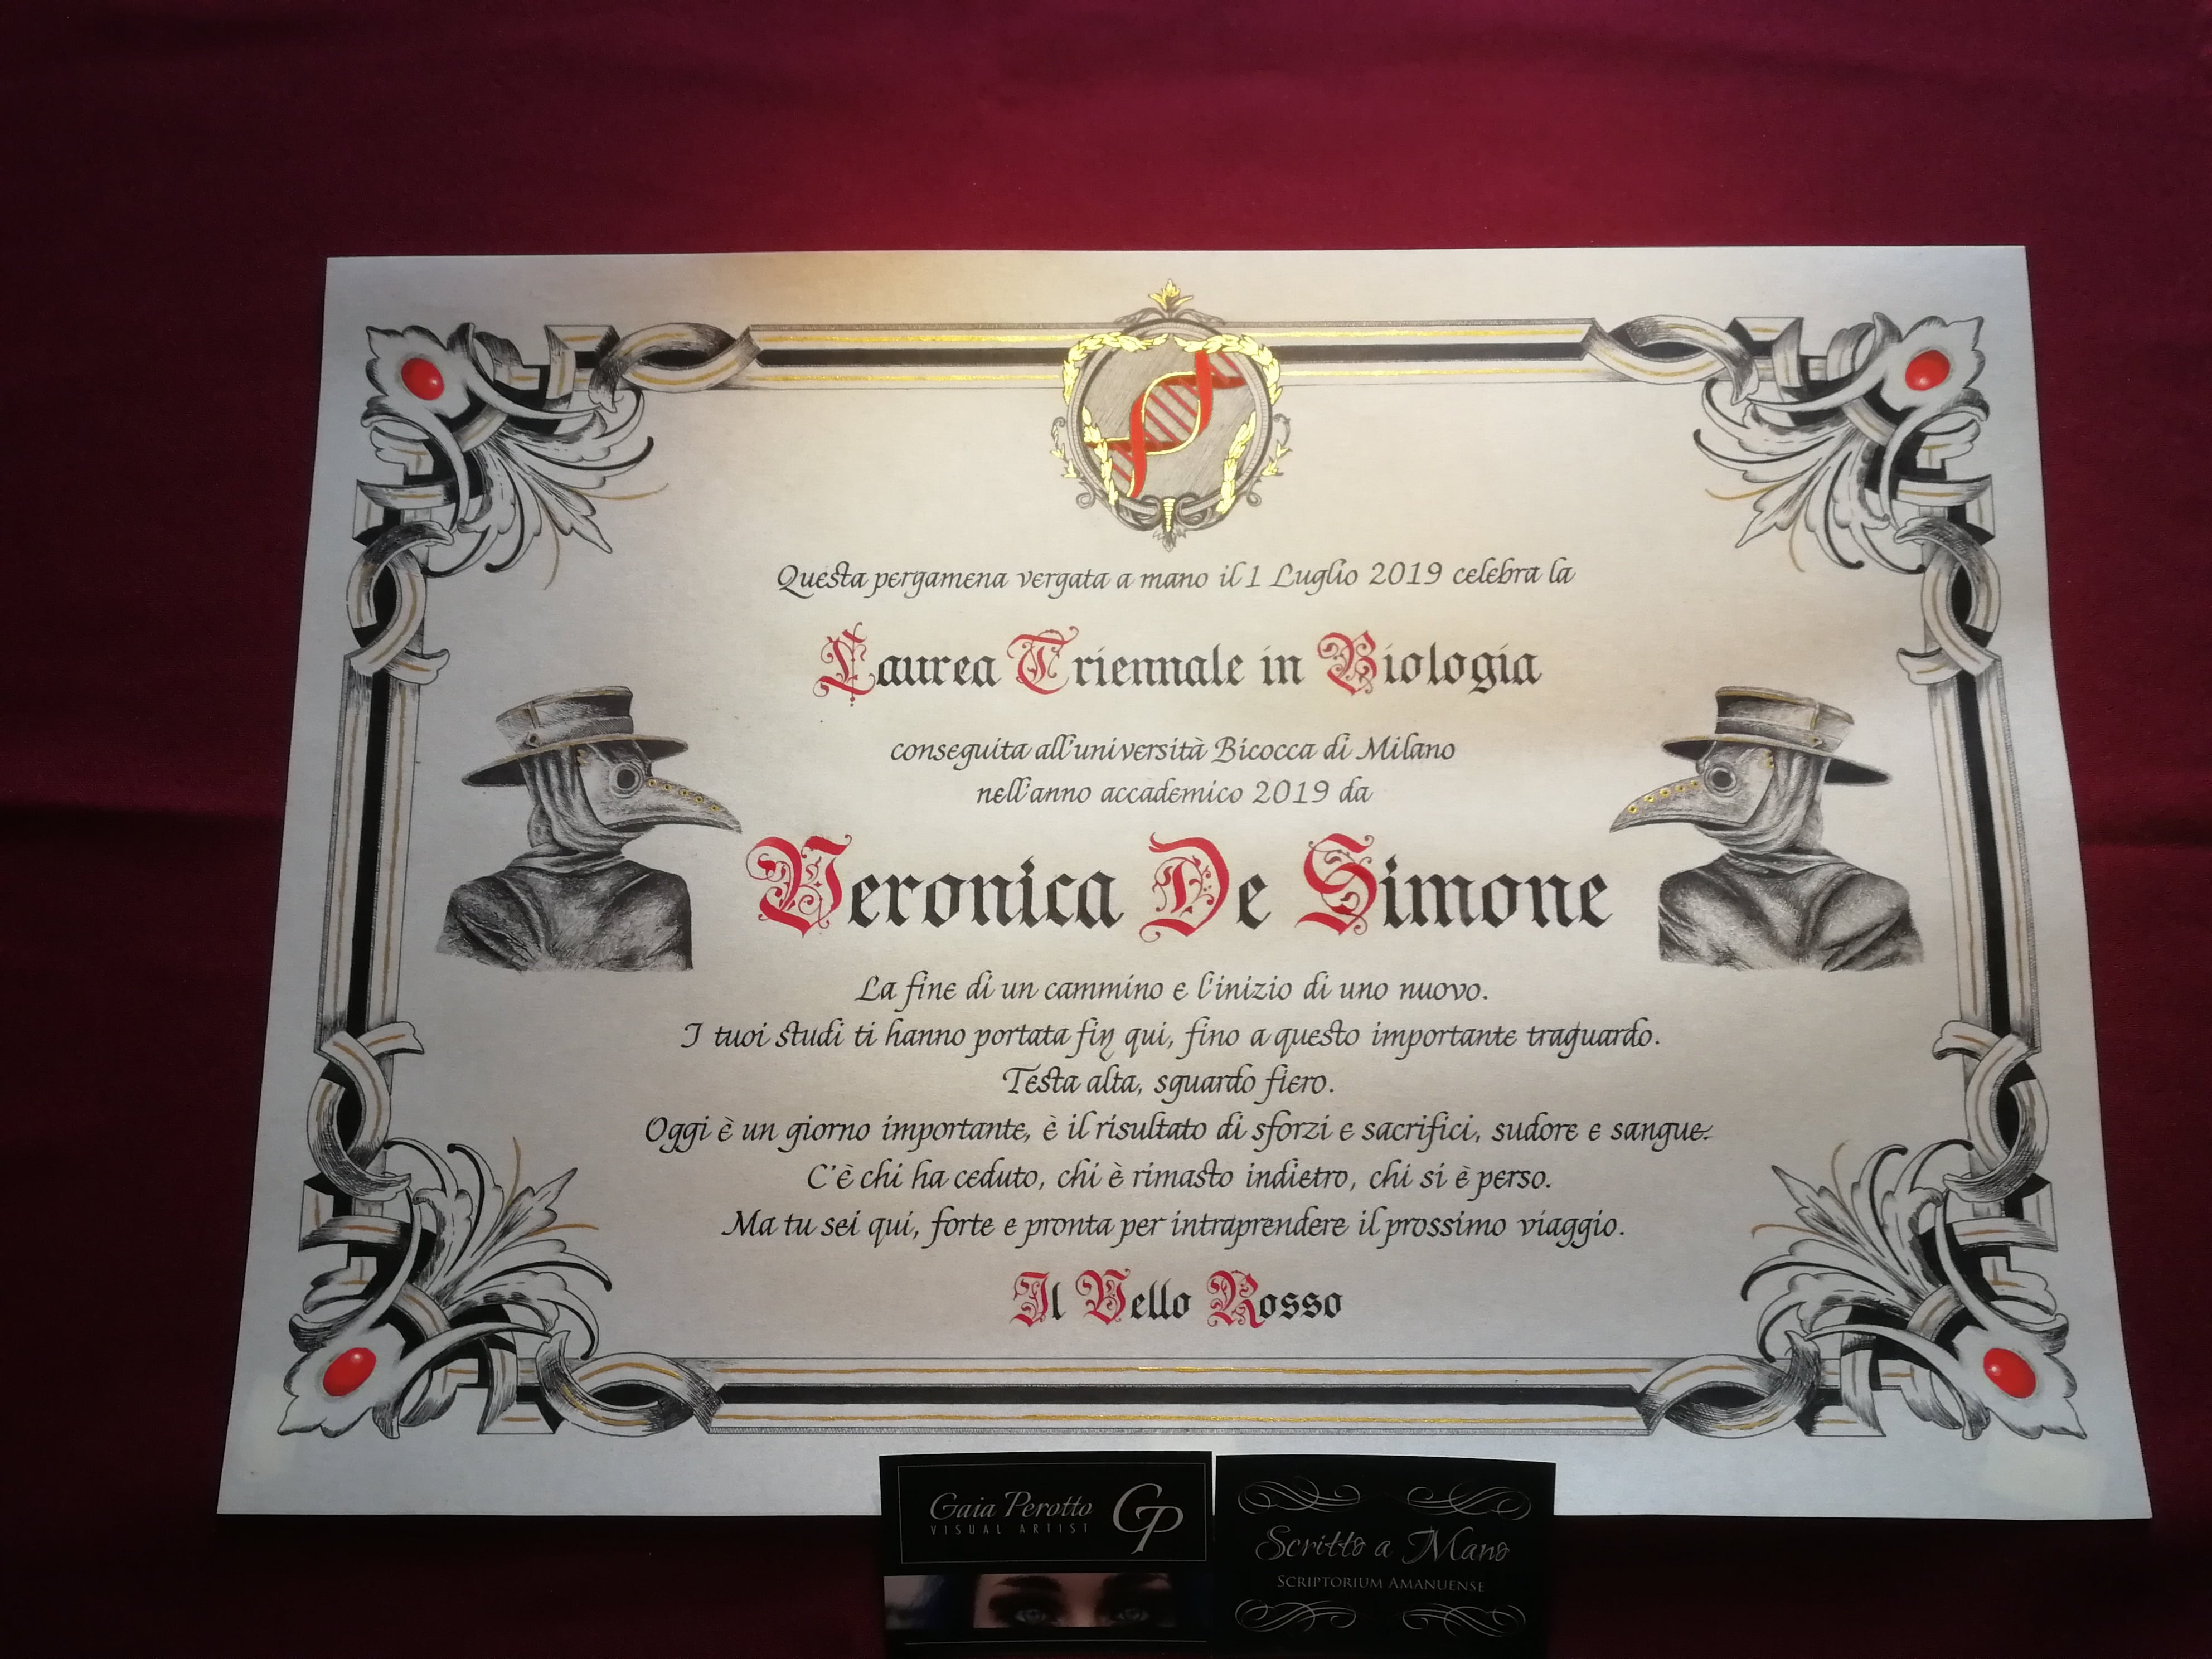 Questa pergamena vergata a mano il 1 Luglio 2019 celebra la
Laurea Triennale in Biologia
conseguita all'università Bicocca di Milano
nell'anno accademico 2019 da
Veronica De Simone
La fine di un cammino e l'inizio di uno nuovo.
I tuoi studi ti hanno portata fin qui, fino a questo importante traguardo.
Testa alta, sguardo fiero.
Oggi è un giorno importante, è il risultato di sforzi e sacrifici, sudore e sangue.
C'è chi ha ceduto, chi è rimasto indietro, chi si è perso.
Ma tu sei qui, forte e pronta per intraprendere il prossimo viaggio.
Il Vello Rosso
Gaia Perotto
VISUAL ARTIST
GP
Scritto a Mano
SCRIPTORIUM AMANUENSE